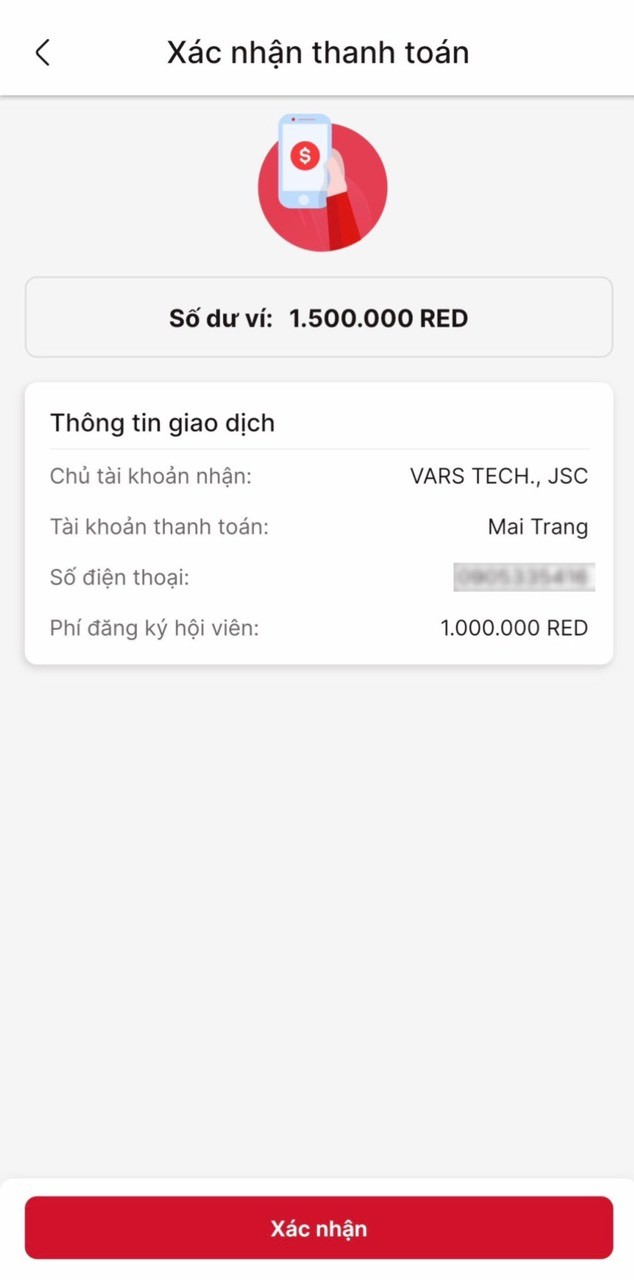 Xác nhận thanh toán
$
Số dư ví: 1.500.000 RED
Thông tin giao dịch
Chủ tài khoản nhận: VARS TECH., JSC
Tài khoản thanh toán: Mai Trang
Số điện thoại:
Phí đăng ký hội viên: 1.000.000 RED
Xác nhận